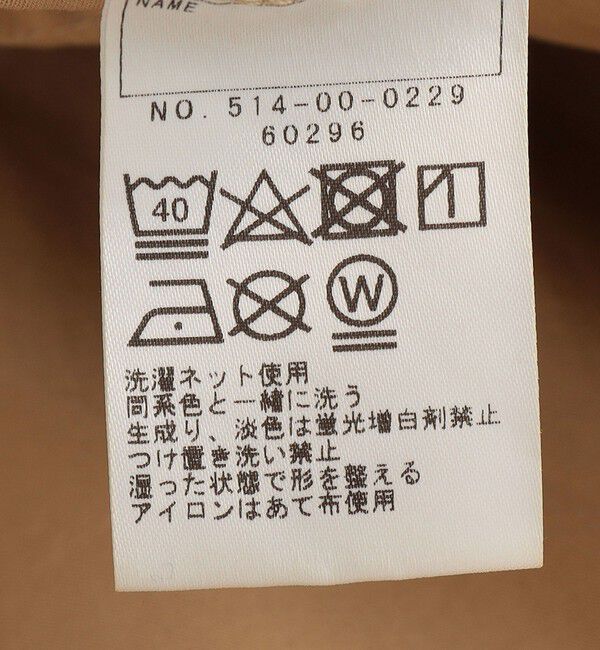 NAME
NO. 514-00-0229
60296
40
W
洗濯ネット使用
同系色と一緒に洗う
生成り、淡色は蛍光増白剤禁止
つけ置き洗い禁止
湿った状態で形を整える
アイロンはあて布使用